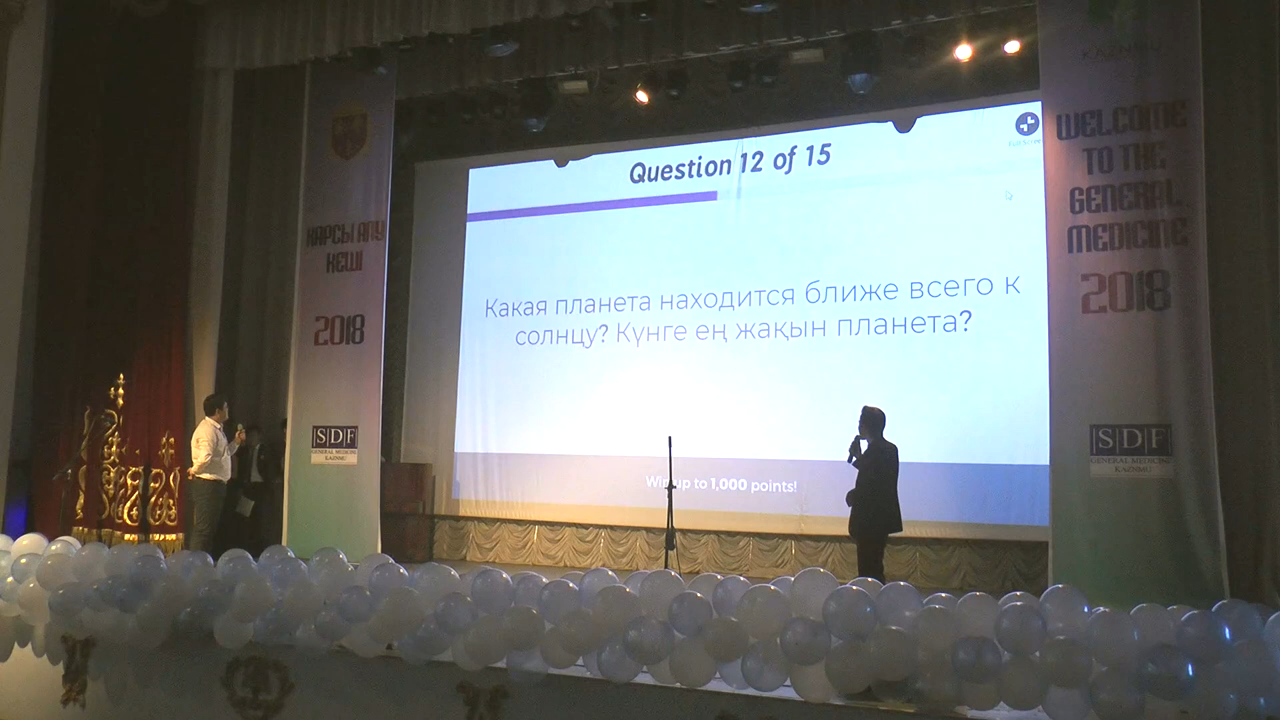 Question 12 of 15
Какая планета находится ближе всего к
солнцу? Күнге ең жақын планета?
Win up to 1,000 points!
ҚАРСЫ АЛУ
КЕШІ
2018
SDF
GENERAL MEDICINE
KAZNMU
KAZNMU
WELCOME
TO THE
GENERAL
MEDICINE
2018
SDF
GENERAL MEDICINE
KAZNMU